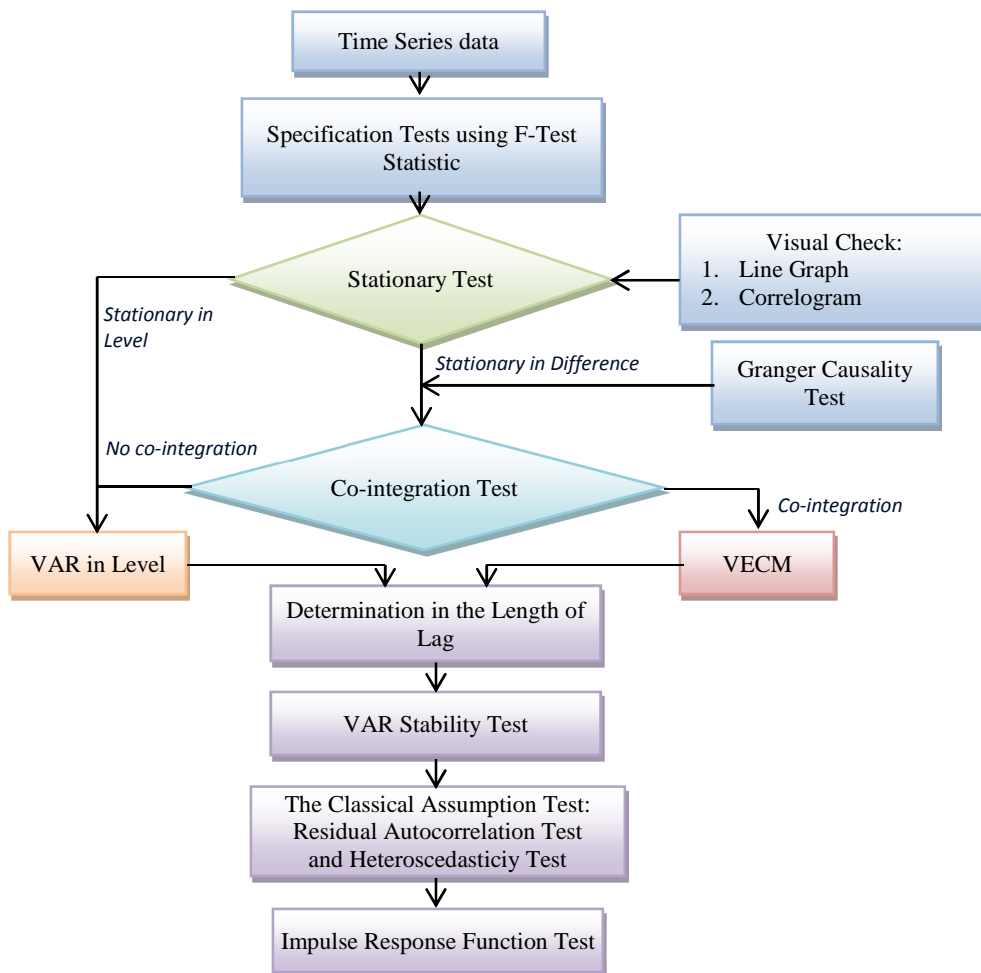 Time Series data
Specification Tests using F-Test
Statistic
Stationary Test
Visual Check:
1. Line Graph
2. Correlogram
Stationary in
Level
Stationary in Difference
Granger Causality
Test
No co-integration
Co-integration Test
Co-integration
VAR in Level
VECM
Determination in the Length of
Lag
VAR Stability Test
The Classical Assumption Test:
Residual Autocorrelation Test
and Heteroscedasticiy Test
Impulse Response Function Test